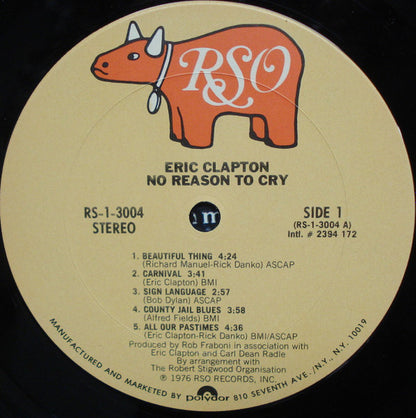 RSO
ERIC CLAPTON
NO REASON TO CRY
RS-1-3004
STEREO
SIDE 1
(RS-1-3004 A)
Intl. # 2394 172
1. BEAUTIFUL THING 4:24
(Richard Manuel-Rick Danko) ASCAP
2. CARNIVAL 3:41
(Eric Clapton) BMI
3. SIGN LANGUAGE 2:57
(Bob Dylan) ASCAP
4. COUNTY JAIL BLUES 3:58
(Alfred Fields) BMI
5. ALL OUR PASTIMES 4:36
(Eric Clapton-Rick Danko) BMI/ASCAP
Produced by Rob Fraboni in association with
Eric Clapton and Carl Dean Radle
By arrangement with
The Robert Stigwood Organisation
℗ 1976 RSO RECORDS, INC.
MANUFACTURED AND MARKETED BY polydor 810 SEVENTH AVE./N.Y., N.Y. 10019